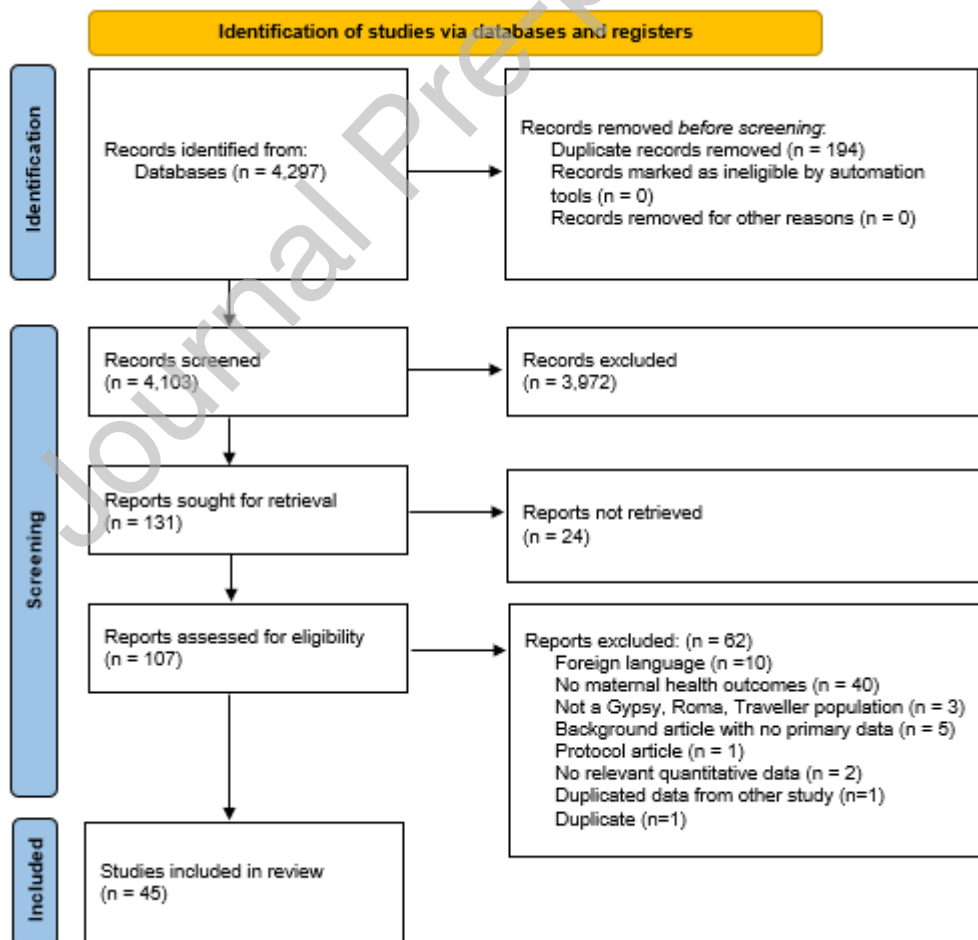 Identification of studies via databases and registers
Identification
Records identified from:
Databases (n = 4,297)
Records removed before screening:
Duplicate records removed (n = 194)
Records marked as ineligible by automation
tools (n = 0)
Records removed for other reasons (n = 0)
Screening
Records screened
(n = 4,103)
Records excluded
(n = 3,972)
Reports sought for retrieval
(n = 131)
Reports not retrieved
(n = 24)
Reports assessed for eligibility
(n = 107)
Reports excluded: (n = 62)
Foreign language (n =10)
No maternal health outcomes (n = 40)
Not a Gypsy, Roma, Traveller population (n = 3)
Background article with no primary data (n = 5)
Protocol article (n = 1)
No relevant quantitative data (n = 2)
Duplicated data from other study (n=1)
Duplicate (n=1)
Included
Studies included in review
(n = 45)
Journal Pre-p